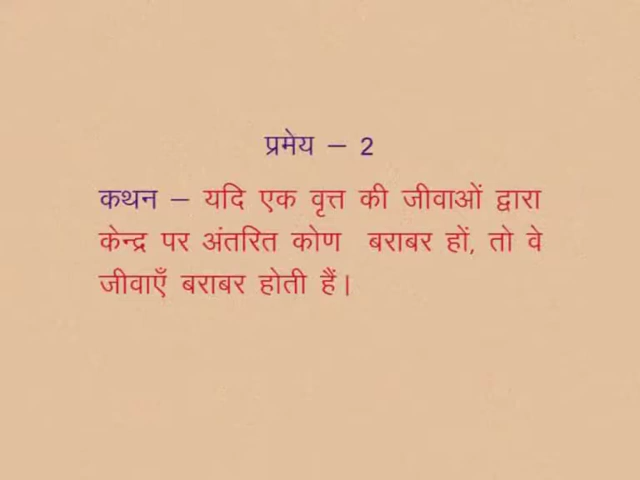 प्रमेय – 2
कथन – यदि एक वृत्त की जीवाओं द्वारा
केन्द्र पर अंतरित कोण बराबर हों, तो वे
जीवाएँ बराबर होती हैं।